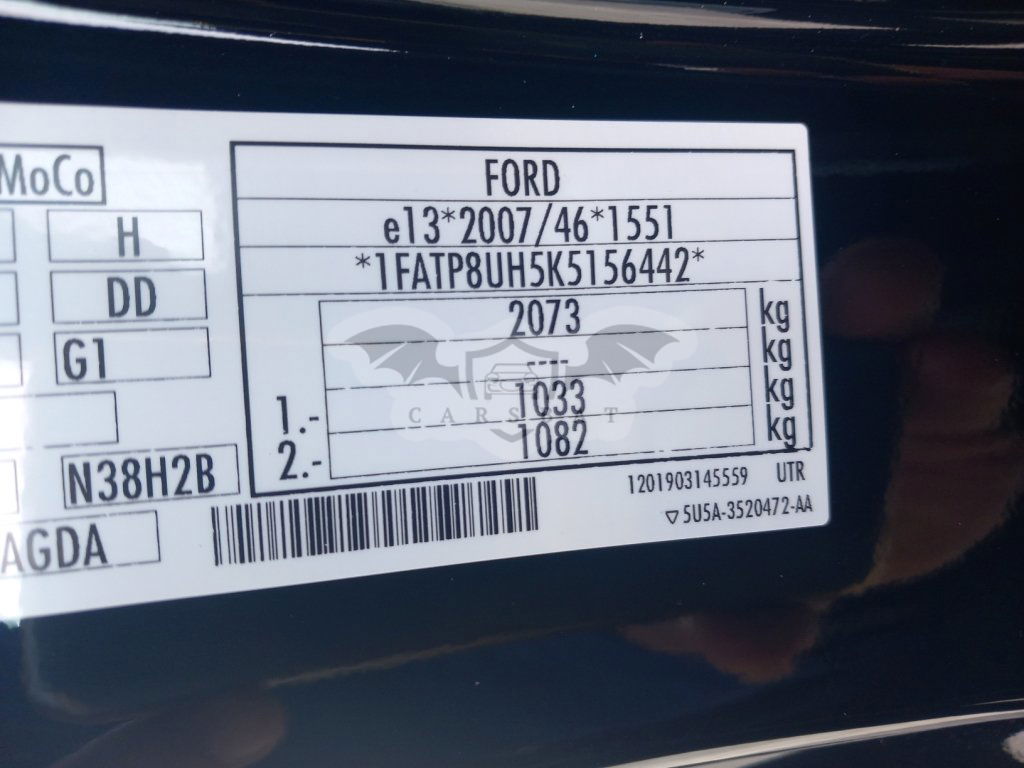 MoCo
H
DD
G1
N38H2B
AGDA
FORD
e13*2007/46*1551
*1FATP8UH5K5156442*
2073 kg
---- kg
1.- 1033 kg
2.- 1082 kg
1201903145559 UTR
5U5A-3520472-AA